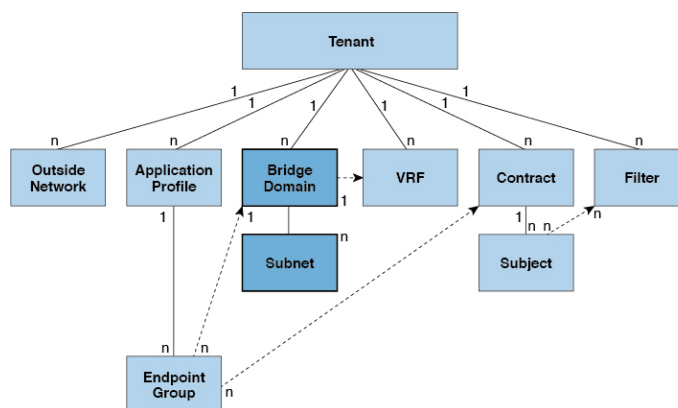 Tenant
1
1
1
1
1
1
n
n
n
n
n
n
Outside
Network
Application
Profile
Bridge
Domain
VRF
Contract
Filter
1
1
1
1
n
n
n
n
Subnet
Subject
n
n
n
Endpoint
Group